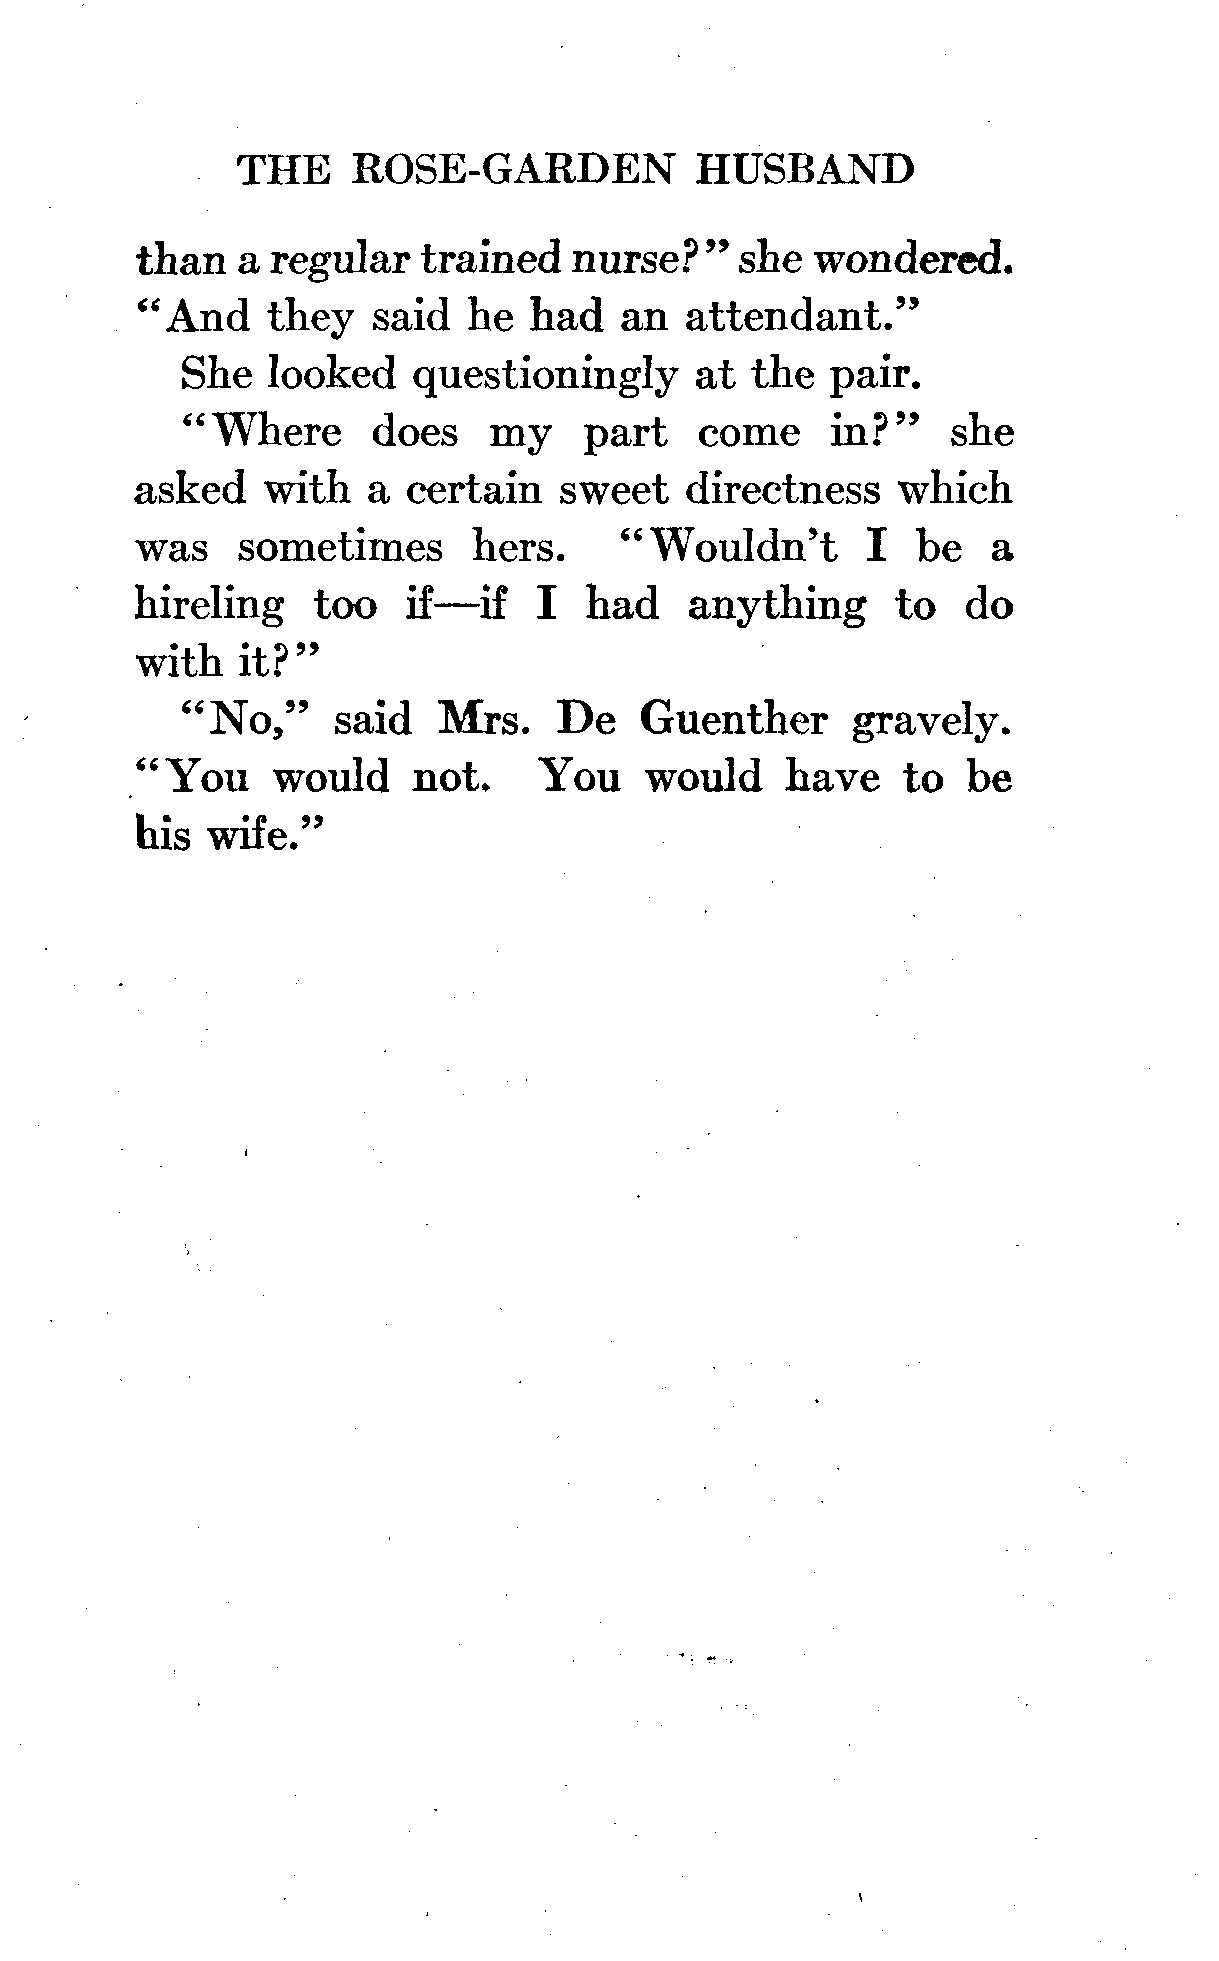 THE ROSE-GARDEN HUSBAND
than a regular trained nurse?” she wondered.
“And they said he had an attendant.”
She looked questioningly at the pair.
“Where does my part come in?” she
asked with a certain sweet directness which
was sometimes hers. “Wouldn't I be a
hireling too if—if I had anything to do
with it?”
“No,” said Mrs. De Guenther gravely.
“You would not. You would have to be
his wife.”